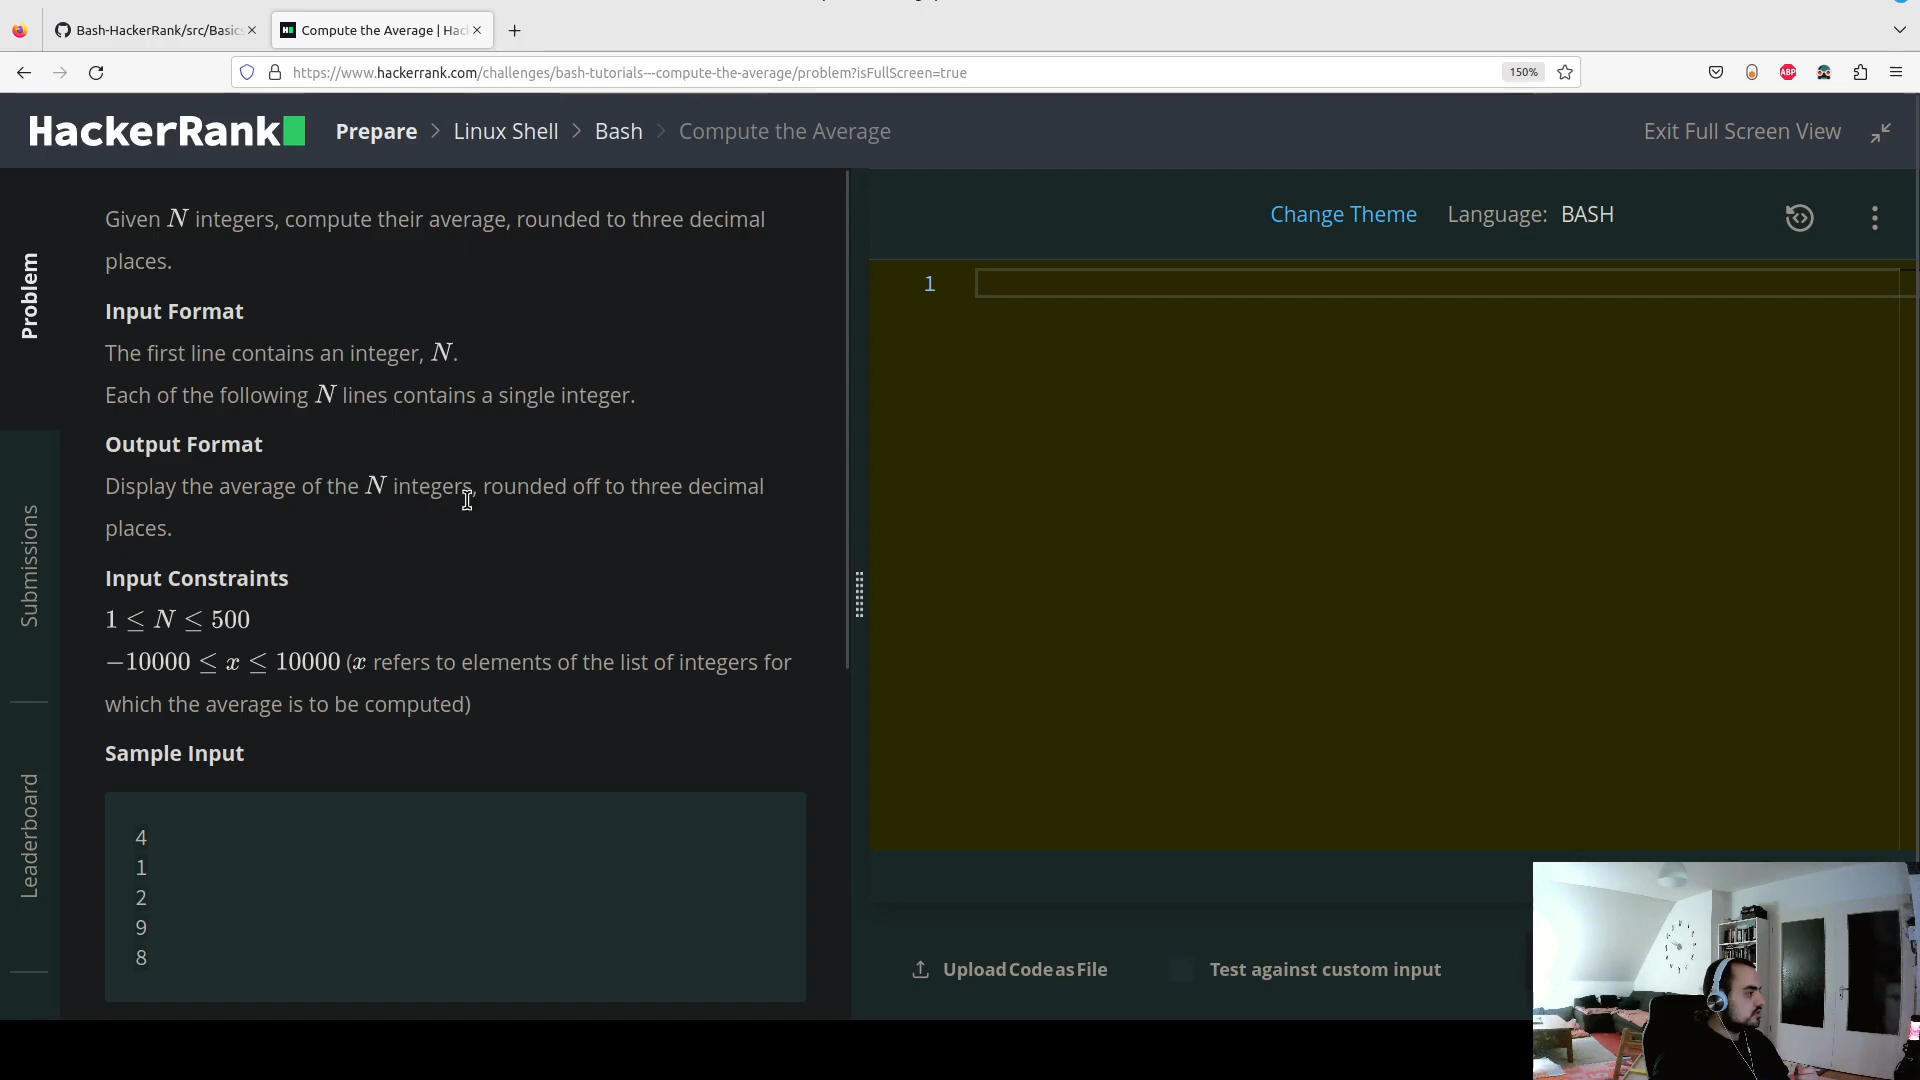 Bash-HackerRank/src/Basics
Compute the Average | Hac
https://www.hackerrank.com/challenges/bash-tutorials---compute-the-average/problem?isFullScreen=true
150%
ABP
HackerRank
Prepare > Linux Shell > Bash > Compute the Average
Exit Full Screen View
Problem
Submissions
Leaderboard
Given N integers, compute their average, rounded to three decimal
places.
Input Format
The first line contains an integer, N.
Each of the following N lines contains a single integer.
Output Format
Display the average of the N integers, rounded off to three decimal
places.
Input Constraints
1 ≤ N ≤ 500
−10000 ≤ x ≤ 10000 (x refers to elements of the list of integers for
which the average is to be computed)
Sample Input
4
1
2
9
8
Change Theme
Language: BASH
1
Upload Code as File
Test against custom input